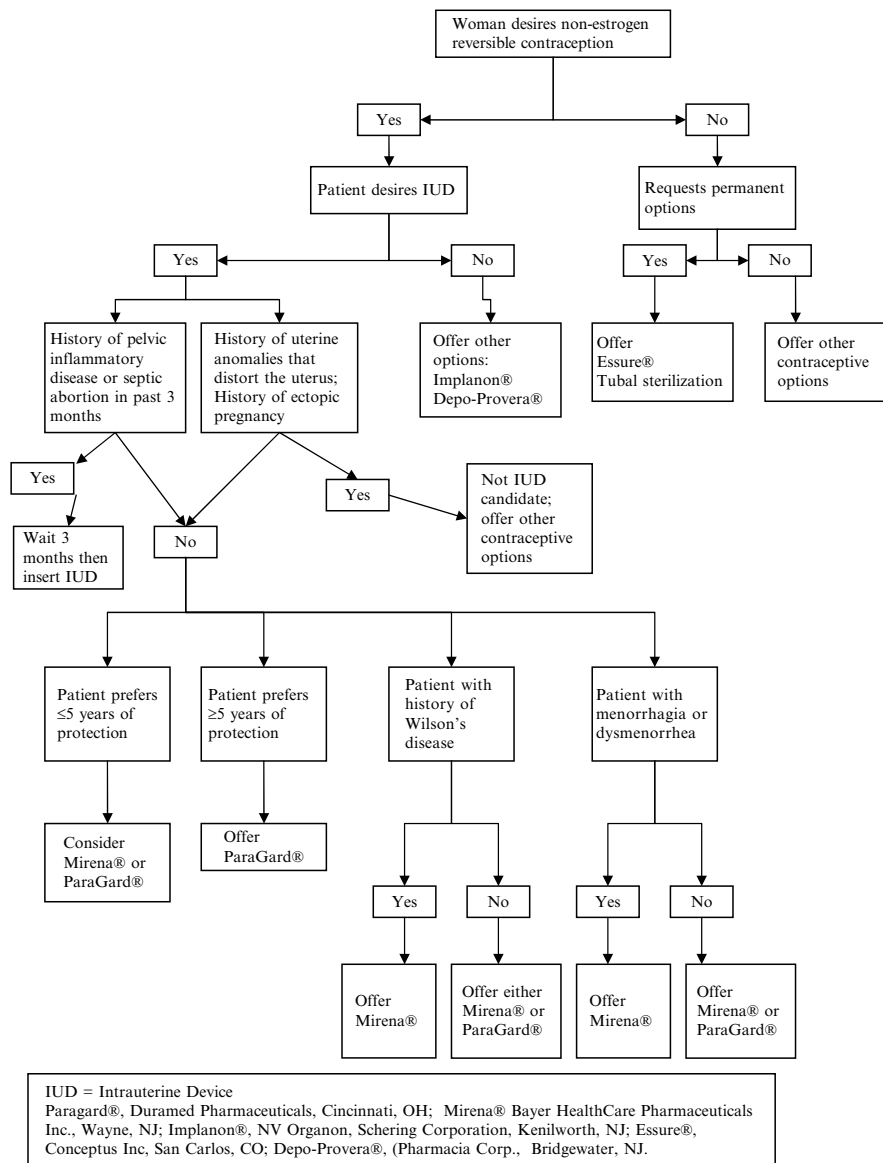 Woman desires non-estrogen
reversible contraception
Yes
No
Patient desires IUD
Requests permanent
options
Yes
No
Yes
No
History of pelvic
inflammatory
disease or septic
abortion in past 3
months
History of uterine
anomalies that
distort the uterus;
History of ectopic
pregnancy
Offer other
options:
Implanon®
Depo-Provera®
Offer
Essure®
Tubal sterilization
Offer other
contraceptive
options
Yes
Yes
Not IUD
candidate;
offer other
contraceptive
options
Wait 3
months then
insert IUD
No
Patient prefers
≤5 years of
protection
Patient prefers
≥5 years of
protection
Patient with
history of
Wilson's
disease
Patient with
menorrhagia or
dysmenorrhea
Consider
Mirena® or
ParaGard®
Offer
ParaGard®
Yes
No
Yes
No
Offer
Mirena®
Offer either
Mirena® or
ParaGard®
Offer
Mirena®
Offer
Mirena® or
ParaGard®
IUD = Intrauterine Device
Paragard®, Duramed Pharmaceuticals, Cincinnati, OH; Mirena® Bayer HealthCare Pharmaceuticals
Inc., Wayne, NJ; Implanon®, NV Organon, Schering Corporation, Kenilworth, NJ; Essure®,
Conceptus Inc, San Carlos, CO; Depo-Provera®, (Pharmacia Corp., Bridgewater, NJ.